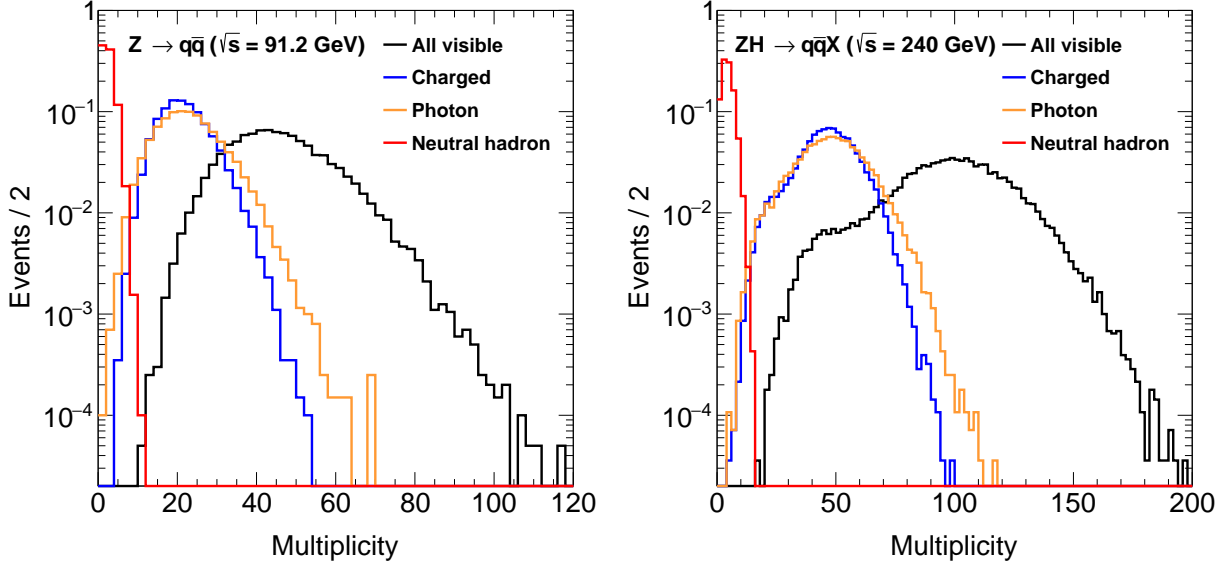 Z → qq̅ (√s = 91.2 GeV)
All visible
Charged
Photon
Neutral hadron
1
10⁻¹
10⁻²
10⁻³
10⁻⁴
Events / 2
0 20 40 60 80 100 120
Multiplicity
ZH → qq̅X (√s = 240 GeV)
All visible
Charged
Photon
Neutral hadron
1
10⁻¹
10⁻²
10⁻³
10⁻⁴
Events / 2
0 50 100 150 200
Multiplicity